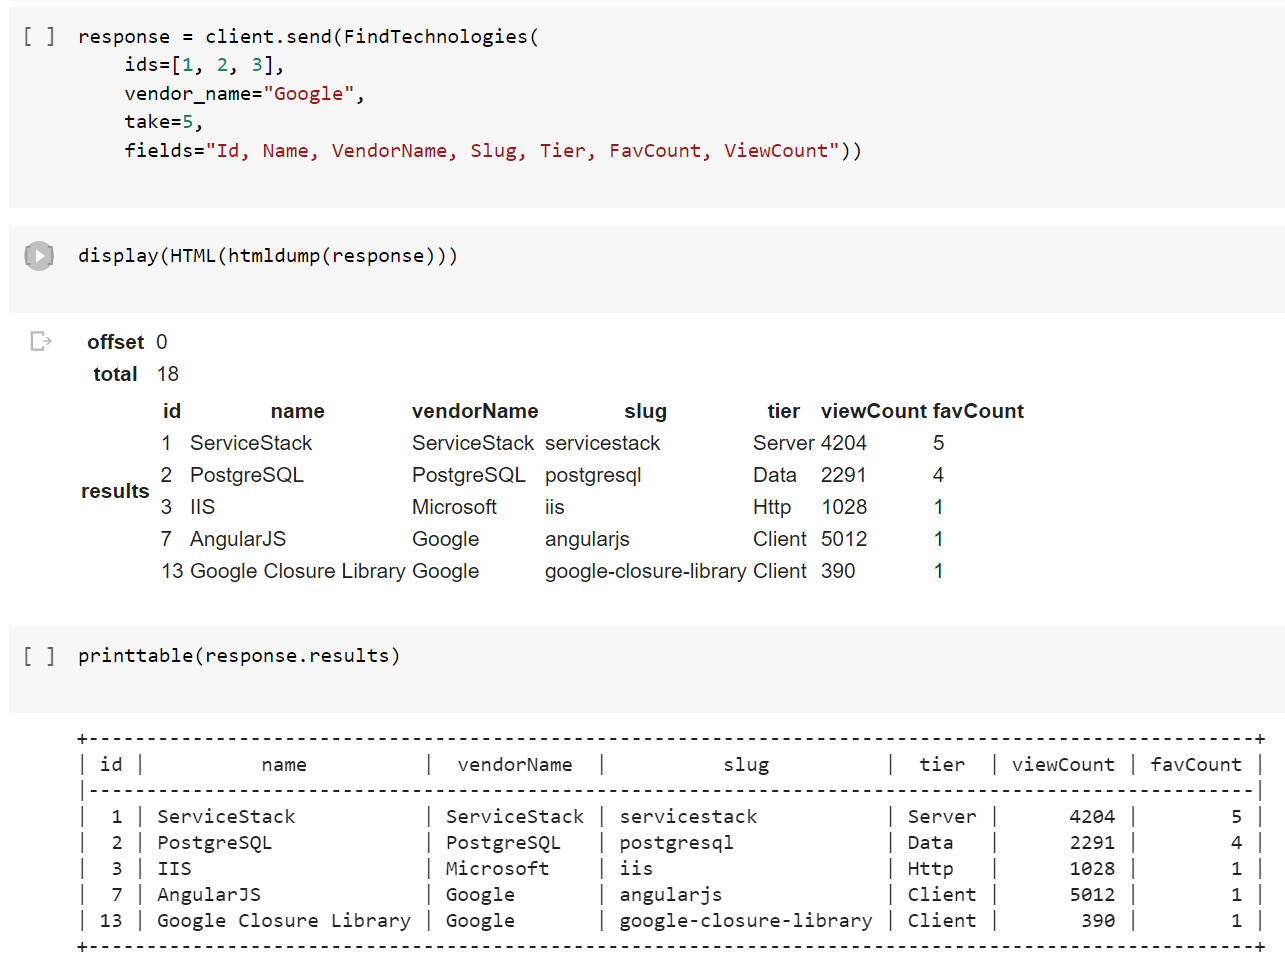 [ ] response = client.send(FindTechnologies(
    ids=[1, 2, 3],
    vendor_name="Google",
    take=5,
    fields="Id, Name, VendorName, Slug, Tier, FavCount, ViewCount"))
[ ] display(HTML(htmldump(response)))
offset 0
total 18
id name vendorName slug tier viewCount favCount
1 ServiceStack ServiceStack servicestack Server 4204 5
2 PostgreSQL PostgreSQL postgresql Data 2291 4
results
3 IIS Microsoft iis Http 1028 1
7 AngularJS Google angularjs Client 5012 1
13 Google Closure Library Google google-closure-library Client 390 1
[ ] printtable(response.results)
+-----------------------------------------------------------------------------------------------------+
| id |          name          |  vendorName  |          slug          |  tier  | viewCount | favCount |
|-----------------------------------------------------------------------------------------------------|
|  1 | ServiceStack           | ServiceStack | servicestack           | Server |      4204 |        5 |
|  2 | PostgreSQL             | PostgreSQL   | postgresql             | Data   |      2291 |        4 |
|  3 | IIS                    | Microsoft    | iis                    | Http   |      1028 |        1 |
|  7 | AngularJS              | Google       | angularjs              | Client |      5012 |        1 |
| 13 | Google Closure Library | Google       | google-closure-library | Client |       390 |        1 |
+-----------------------------------------------------------------------------------------------------+